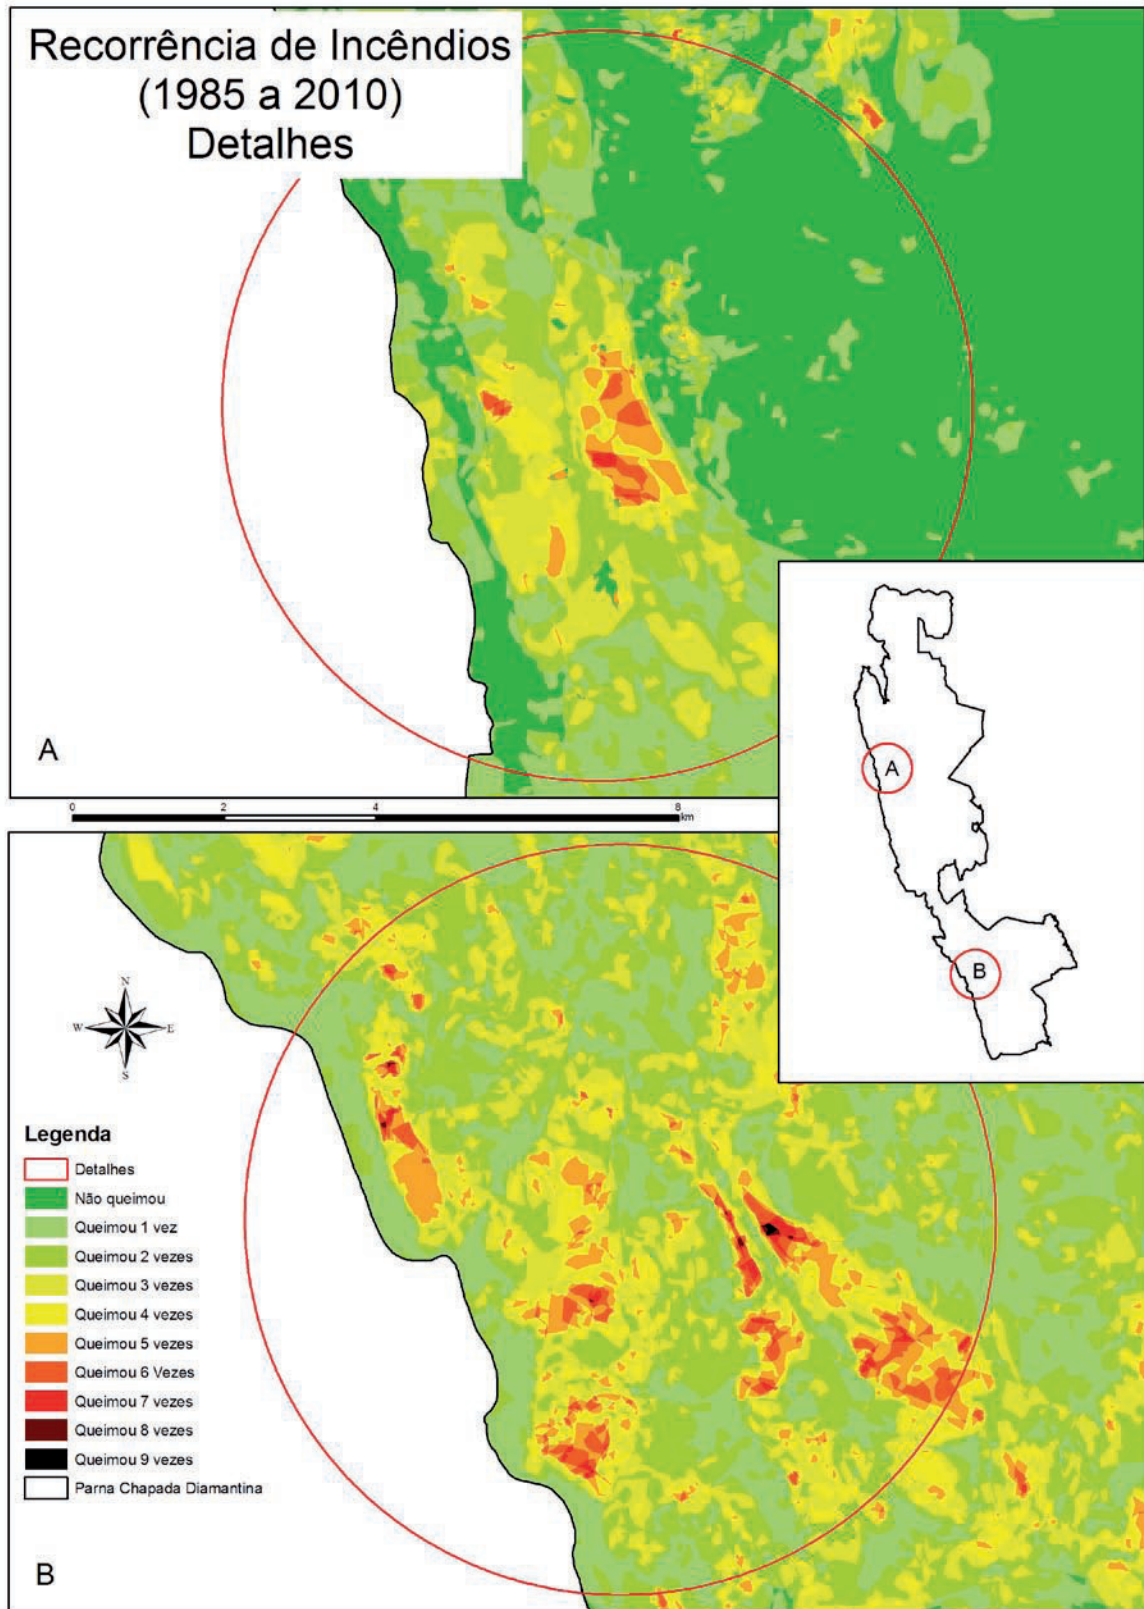 Recorrência de Incêndios
(1985 a 2010)
Detalhes
A
0 2 4 8
km
A
B
N
W E
S
Legenda
Detalhes
Não queimou
Queimou 1 vez
Queimou 2 vezes
Queimou 3 vezes
Queimou 4 vezes
Queimou 5 vezes
Queimou 6 Vezes
Queimou 7 vezes
Queimou 8 vezes
Queimou 9 vezes
Parna Chapada Diamantina
B